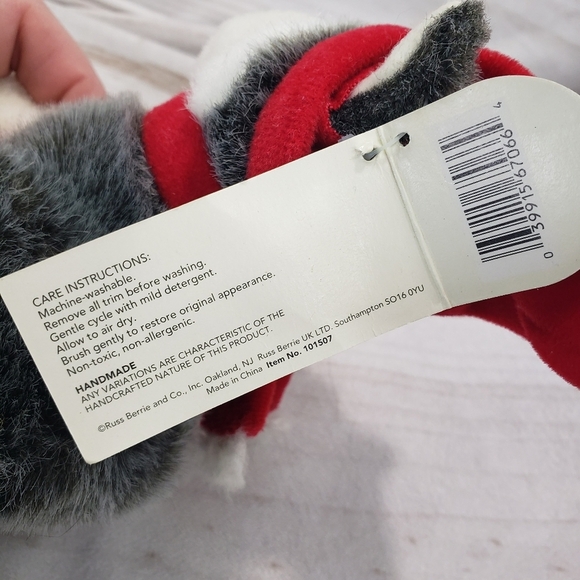 CARE INSTRUCTIONS:
Machine-washable.
Remove all trim before washing.
Gentle cycle with mild detergent.
Allow to air dry.
Brush gently to restore original appearance.
Non-toxic, non-allergenic.
HANDMADE
ANY VARIATIONS ARE CHARACTERISTIC OF THE
HANDCRAFTED NATURE OF THIS PRODUCT.
©Russ Berrie and Co., Inc. Oakland, NJ Russ Berrie UK LTD. Southampton SO16 0YU
Made in China Item No. 101507
0 39915 67066 4